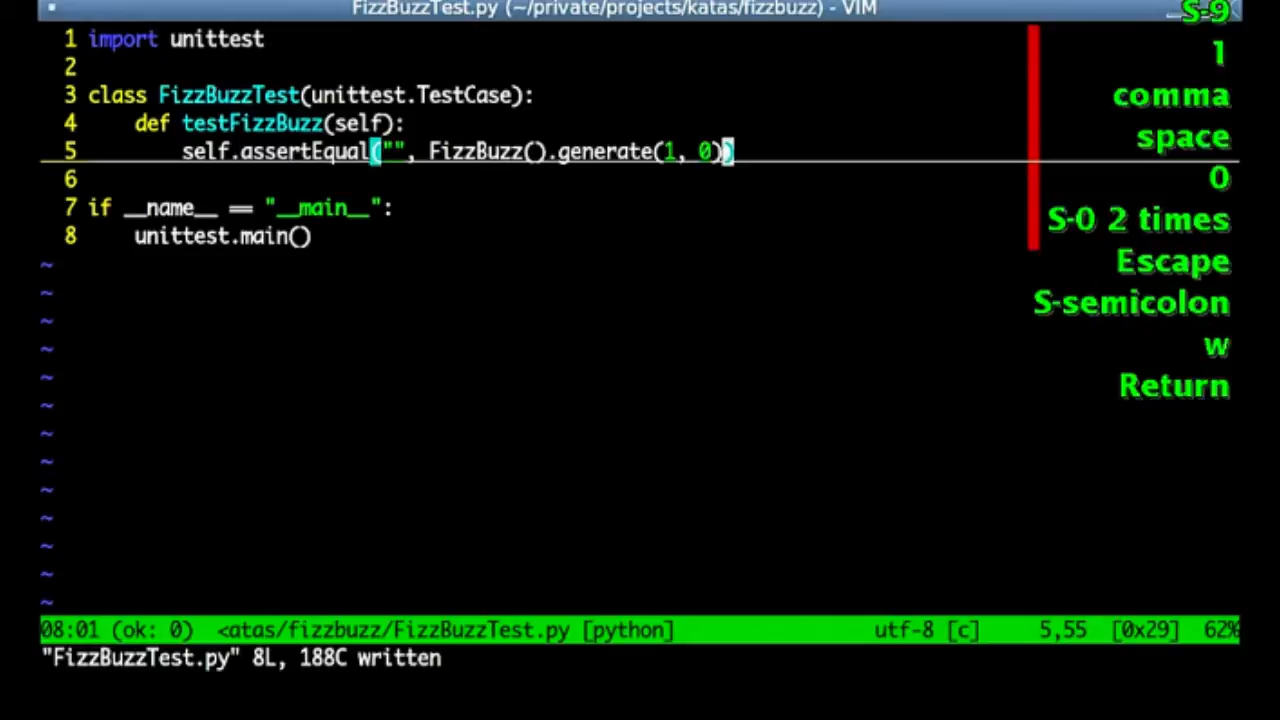 FizzBuzzTest.py (~/private/projects/katas/fizzbuzz) - VIM
1 import unittest
2
3 class FizzBuzzTest(unittest.TestCase):
4     def testFizzBuzz(self):
5         self.assertEqual("", FizzBuzz().generate(1, 0))
6
7 if __name__ == "__main__":
8     unittest.main()
~
~
~
~
~
~
~
~
~
~
~
~
~
08:01 (ok: 0)  <atas/fizzbuzz/FizzBuzzTest.py [python] utf-8 [c] 5,55 [0x29] 62%
"FizzBuzzTest.py" 8L, 188C written
S-9
1
comma
space
0
S-0 2 times
Escape
S-semicolon
w
Return